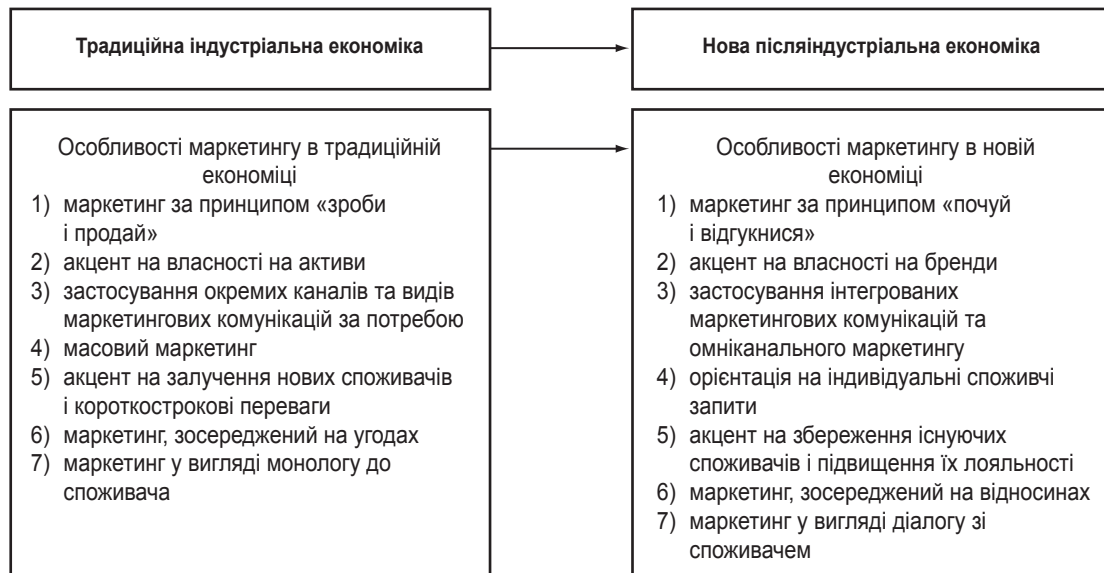 Традиційна індустріальна економіка
Нова післяіндустріальна економіка
Особливості маркетингу в традиційній
економіці
1) маркетинг за принципом «зроби
і продай»
2) акцент на власності на активи
3) застосування окремих каналів та видів
маркетингових комунікацій за потребою
4) масовий маркетинг
5) акцент на залучення нових споживачів
і короткострокові переваги
6) маркетинг, зосереджений на угодах
7) маркетинг у вигляді монологу до
споживача
Особливості маркетингу в новій
економіці
1) маркетинг за принципом «почуй
і відгукнися»
2) акцент на власності на бренди
3) застосування інтегрованих
маркетингових комунікацій та
омніканального маркетингу
4) орієнтація на індивідуальні споживчі
запити
5) акцент на збереження існуючих
споживачів і підвищення їх лояльності
6) маркетинг, зосереджений на відносинах
7) маркетинг у вигляді діалогу зі
споживачем